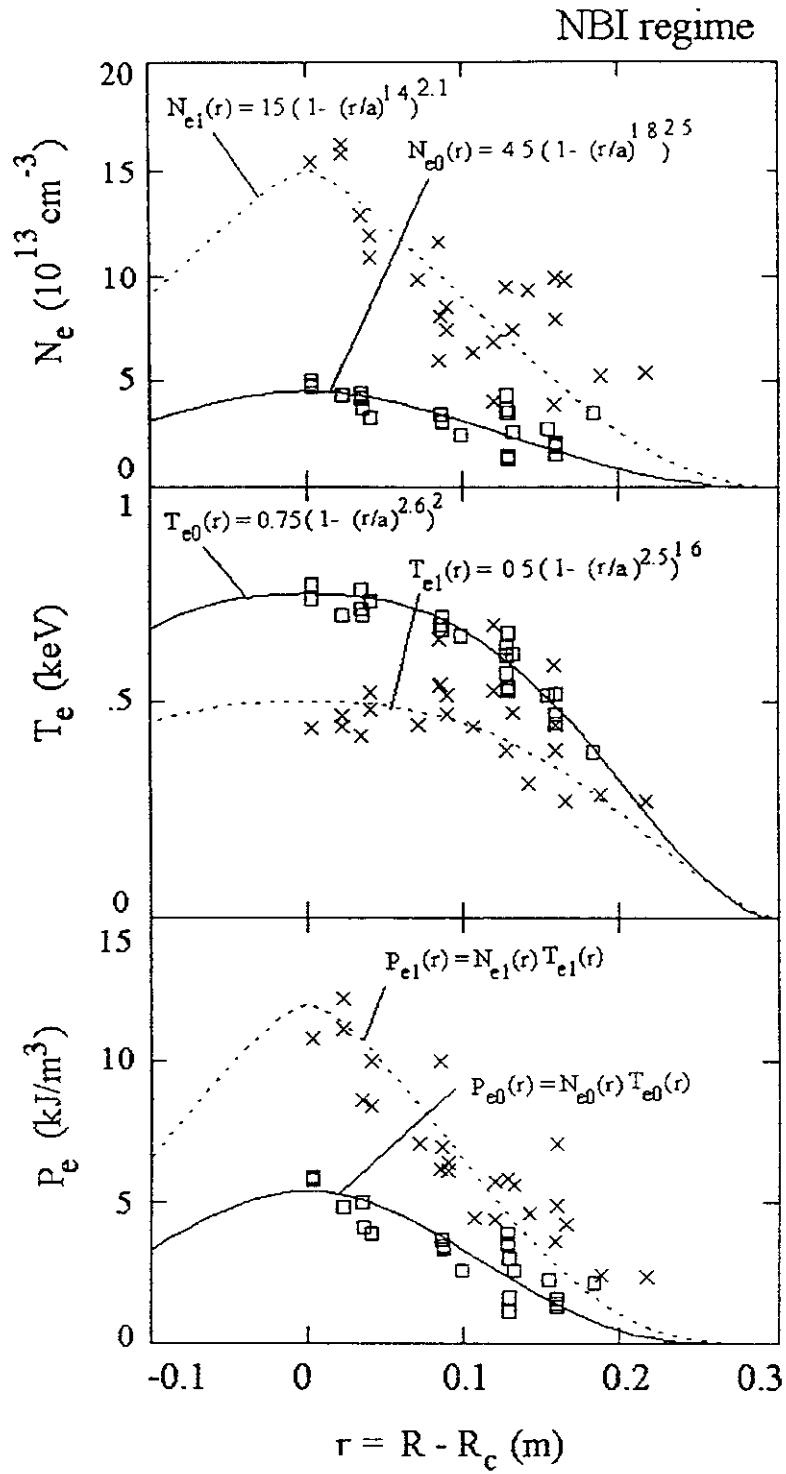 NBI regime
20
N_e1(r) = 15 (1- (r/a)^1 4)^2.1
N_e0(r) = 4 5 (1- (r/a)^1 8)^2 5
15
10
5
0
N_e (10^13 cm^-3)
1
T_e0(r) = 0.75 (1- (r/a)^2.6)^2
T_e1(r) = 0 5 (1- (r/a)^2.5)^1 6
.5
0
T_e (keV)
15
P_e1(r) = N_e1(r) T_e1(r)
10
P_e0(r) = N_e0(r) T_e0(r)
5
0
P_e (kJ/m^3)
-0.1 0 0.1 0.2 0.3
r = R - R_c (m)